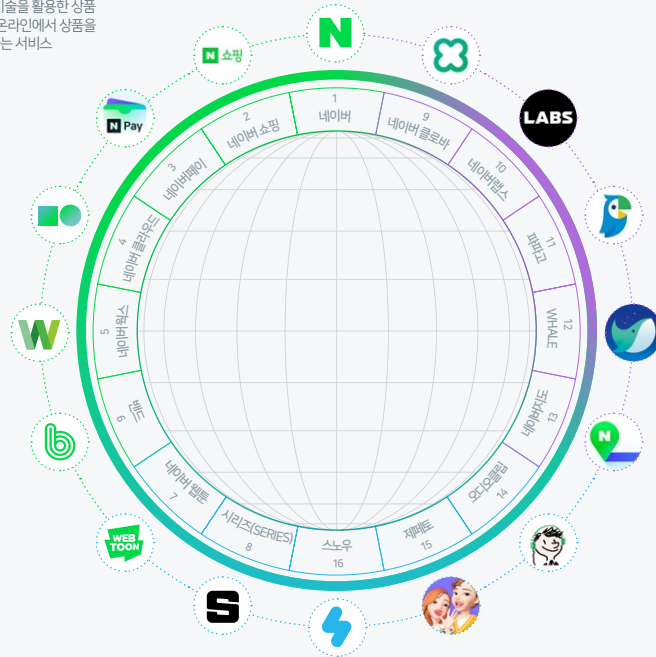 기술을 활용한 상품
온라인에서 상품을
는 서비스
N
N 쇼핑
N Pay
LABS
N
WEB
TOON
S
W
b
1
네이버
2
네이버 쇼핑
3
네이버페이
4
네이버 클라우드
5
네이버웍스
6
밴드
7
네이버 웹툰
8
시리즈(SERIES)
9
네이버 클로바
10
네이버랩스
11
파파고
12
WHALE
13
네이버지도
14
오디오클립
15
제페토
16
스노우